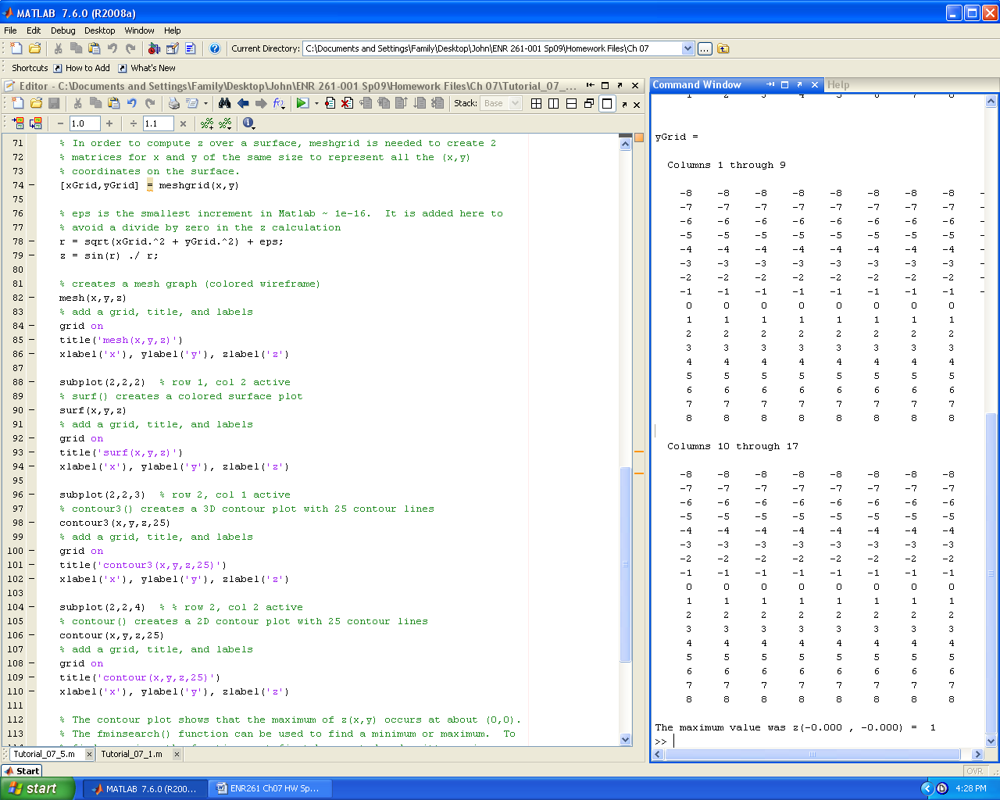 MATLAB 7.6.0 (R2008a)
File Edit Debug Desktop Window Help
Current Directory: C:\Documents and Settings\Family\Desktop\John\ENR 261-001 Sp09\Homework Files\Ch 07
Shortcuts How to Add What's New
Editor - C:\Documents and Settings\Family\Desktop\John\ENR 261-001 Sp09\Homework Files\Ch 07\Tutorial_07_...
Stack: Base
1.0 1.1
71 % In order to compute z over a surface, meshgrid is needed to create 2
72 % matrices for x and y of the same size to represent all the (x,y)
73 % coordinates on the surface.
74 - [xGrid,yGrid] = meshgrid(x,y)
75
76 % eps is the smallest increment in Matlab ~ 1e-16.  It is added here to
77 % avoid a divide by zero in the z calculation
78 - r = sqrt(xGrid.^2 + yGrid.^2) + eps;
79 - z = sin(r) ./ r;
80
81 % creates a mesh graph (colored wireframe)
82 - mesh(x,y,z)
83 % add a grid, title, and labels
84 - grid on
85 - title('mesh(x,y,z)')
86 - xlabel('x'), ylabel('y'), zlabel('z')
87
88 - subplot(2,2,2)  % row 1, col 2 active
89 % surf() creates a colored surface plot
90 - surf(x,y,z)
91 % add a grid, title, and labels
92 - grid on
93 - title('surf(x,y,z)')
94 - xlabel('x'), ylabel('y'), zlabel('z')
95
96 - subplot(2,2,3)  % row 2, col 1 active
97 % contour3() creates a 3D contour plot with 25 contour lines
98 - contour3(x,y,z,25)
99 % add a grid, title, and labels
100 - grid on
101 - title('contour3(x,y,z,25)')
102 - xlabel('x'), ylabel('y'), zlabel('z')
103
104 - subplot(2,2,4)  % % row 2, col 2 active
105 % contour() creates a 2D contour plot with 25 contour lines
106 - contour(x,y,z,25)
107 % add a grid, title, and labels
108 - grid on
109 - title('contour(x,y,z,25)')
110 - xlabel('x'), ylabel('y'), zlabel('z')
111
112 % The contour plot shows that the maximum of z(x,y) occurs at about (0,0).
113 % The fminsearch() function can be used to find a minimum or maximum.  To
Tutorial_07_5.m Tutorial_07_1.m
Command Window Help
1 2 3 4 5 6 7 8
yGrid =
Columns 1 through 9
-8 -8 -8 -8 -8 -8 -8 -8 -
-7 -7 -7 -7 -7 -7 -7 -7 -
-6 -6 -6 -6 -6 -6 -6 -6 -
-5 -5 -5 -5 -5 -5 -5 -5 -
-4 -4 -4 -4 -4 -4 -4 -4 -
-3 -3 -3 -3 -3 -3 -3 -3 -
-2 -2 -2 -2 -2 -2 -2 -2 -
-1 -1 -1 -1 -1 -1 -1 -1 -
0 0 0 0 0 0 0 0
1 1 1 1 1 1 1 1
2 2 2 2 2 2 2 2
3 3 3 3 3 3 3 3
4 4 4 4 4 4 4 4
5 5 5 5 5 5 5 5
6 6 6 6 6 6 6 6
7 7 7 7 7 7 7 7
8 8 8 8 8 8 8 8
Columns 10 through 17
-8 -8 -8 -8 -8 -8 -8 -8
-7 -7 -7 -7 -7 -7 -7 -7
-6 -6 -6 -6 -6 -6 -6 -6
-5 -5 -5 -5 -5 -5 -5 -5
-4 -4 -4 -4 -4 -4 -4 -4
-3 -3 -3 -3 -3 -3 -3 -3
-2 -2 -2 -2 -2 -2 -2 -2
-1 -1 -1 -1 -1 -1 -1 -1
0 0 0 0 0 0 0 0
1 1 1 1 1 1 1 1
2 2 2 2 2 2 2 2
3 3 3 3 3 3 3 3
4 4 4 4 4 4 4 4
5 5 5 5 5 5 5 5
6 6 6 6 6 6 6 6
7 7 7 7 7 7 7 7
8 8 8 8 8 8 8 8
The maximum value was z(-0.000 , -0.000) =  1
>>
Start OVR
start MATLAB 7.6.0 (R200... ENR261 Ch07 HW Sp... 4:28 PM